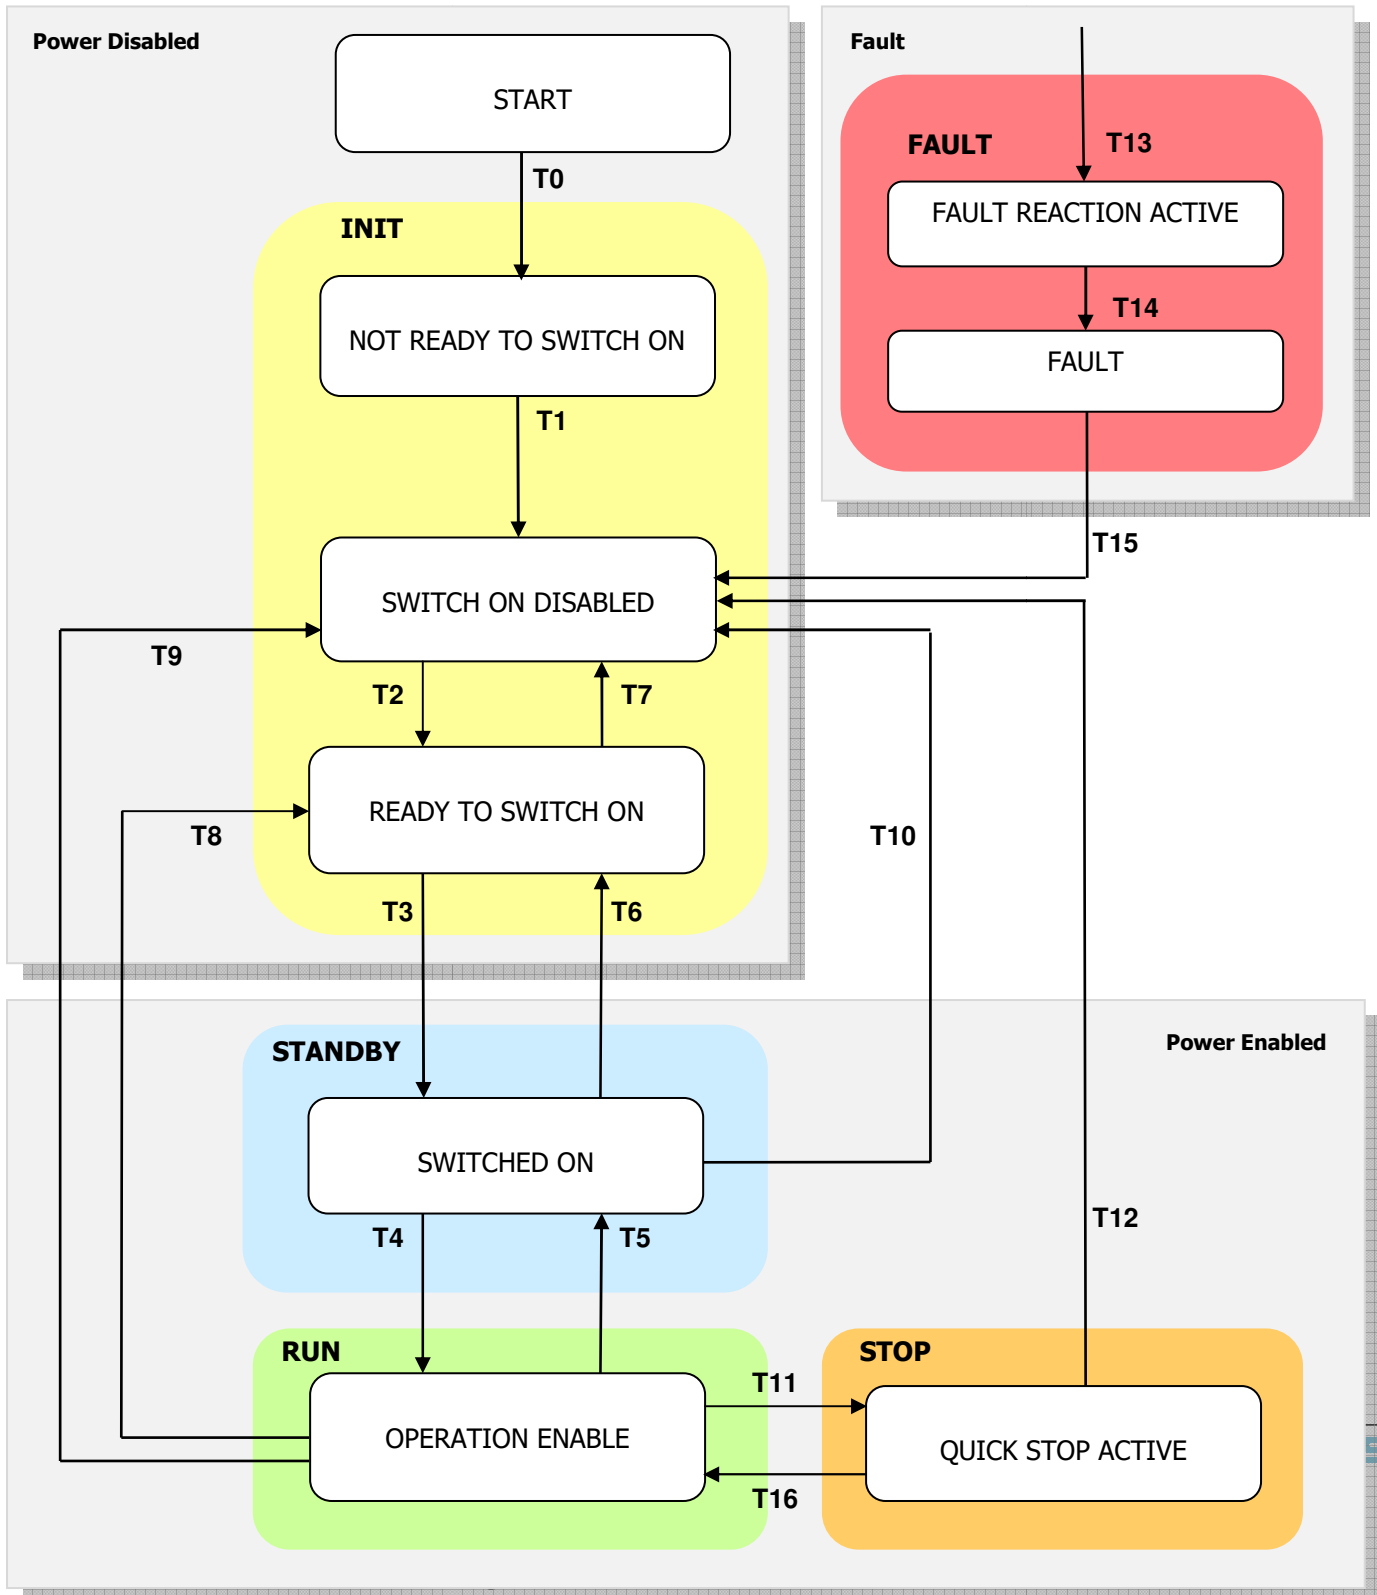 Power Disabled
START
T0
INIT
NOT READY TO SWITCH ON
T1
SWITCH ON DISABLED
T9
T2
T7
READY TO SWITCH ON
T8
T3
T6
Fault
FAULT
T13
FAULT REACTION ACTIVE
T14
FAULT
T15
T10
T12
Power Enabled
STANDBY
SWITCHED ON
T4
T5
RUN
OPERATION ENABLE
T11
T16
STOP
QUICK STOP ACTIVE